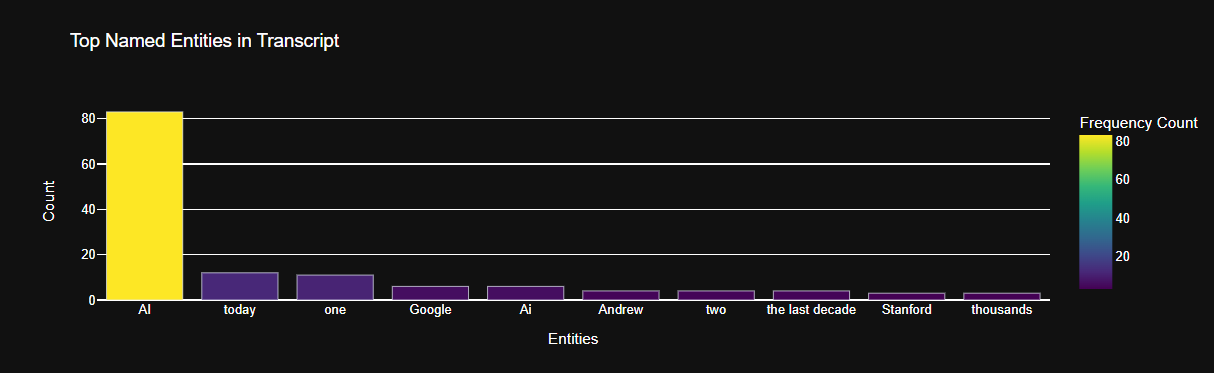 Top Named Entities in Transcript
Frequency Count
80
60
40
20
0
80
60
40
20
Count
AI today one Google Ai Andrew two the last decade Stanford thousands
Entities